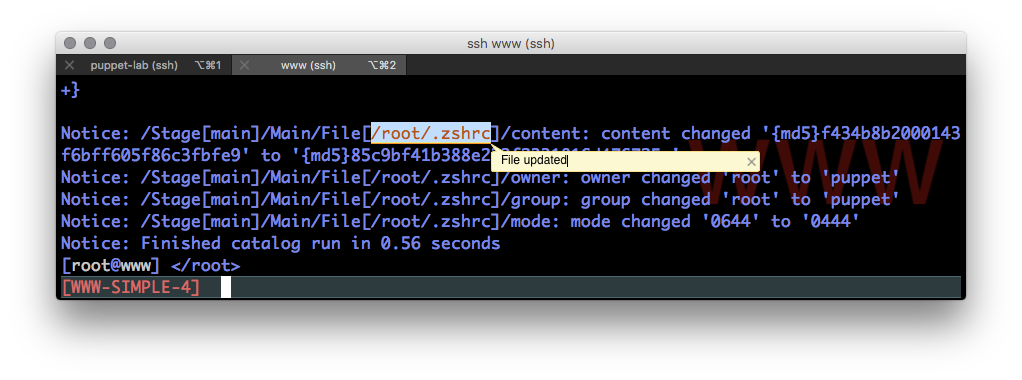 ssh www (ssh)
puppet-lab (ssh) ⌥⌘1 www (ssh) ⌥⌘2
+}
Notice: /Stage[main]/Main/File[/root/.zshrc]/content: content changed '{md5}f434b8b2000143
f6bff605f86c3fbfe9' to
File updated
Notice: /Stage[main]/Main/File[/root/.zshrc]/owner: owner changed 'root' to 'puppet'
Notice: /Stage[main]/Main/File[/root/.zshrc]/group: group changed 'root' to 'puppet'
Notice: /Stage[main]/Main/File[/root/.zshrc]/mode: mode changed '0644' to '0444'
Notice: Finished catalog run in 0.56 seconds
[root@www] </root>
[WWW-SIMPLE-4]
www